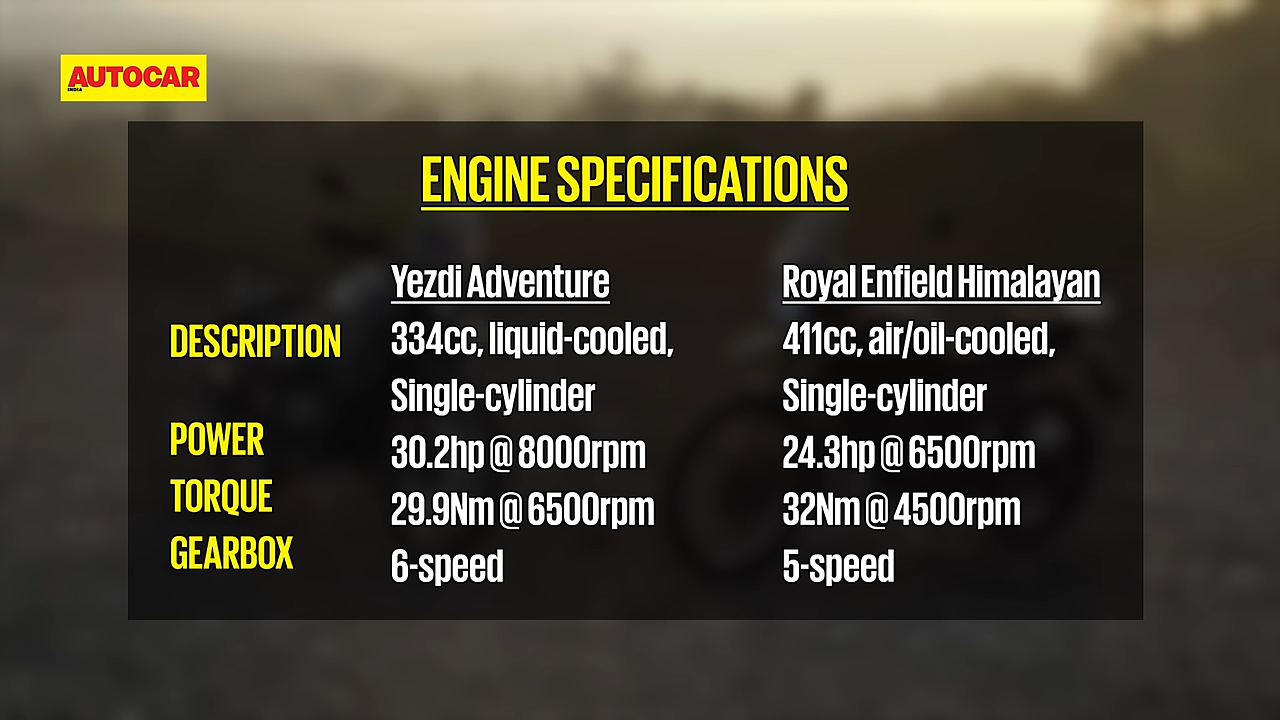 AUTOCAR
INDIA
ENGINE SPECIFICATIONS
Yezdi Adventure Royal Enfield Himalayan
DESCRIPTION 334cc, liquid-cooled, 411cc, air/oil-cooled,
Single-cylinder Single-cylinder
POWER 30.2hp @ 8000rpm 24.3hp @ 6500rpm
TORQUE 29.9Nm @ 6500rpm 32Nm @ 4500rpm
GEARBOX 6-speed 5-speed